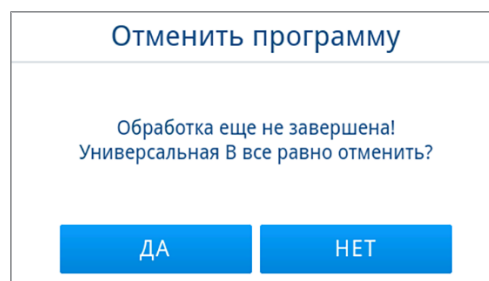 Отменить программу
Обработка еще не завершена!
Универсальная В все равно отменить?
ДА
НЕТ